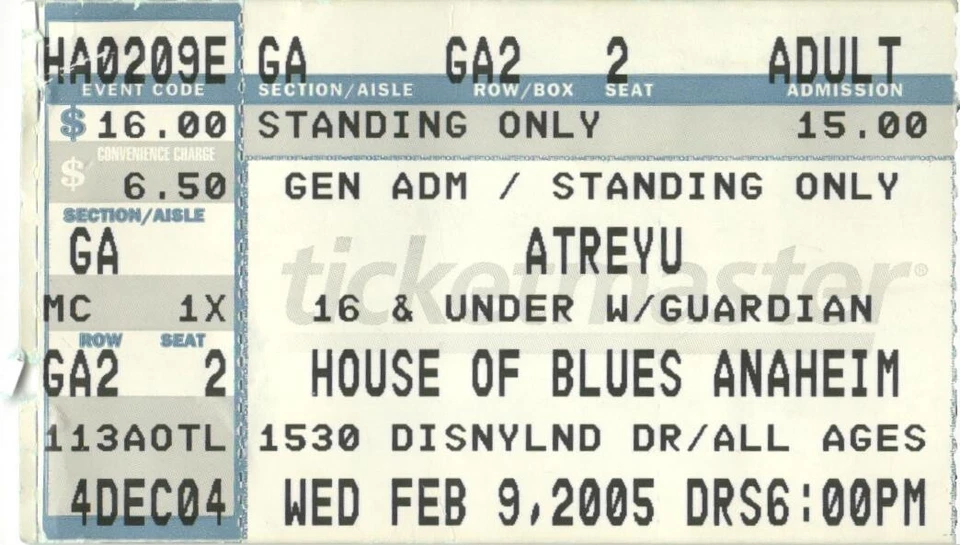 HA0209E GA GA2 2 ADULT
EVENT CODE SECTION/AISLE ROW/BOX SEAT ADMISSION
$ 16.00 STANDING ONLY 15.00
CONVENIENCE CHARGE
$ 6.50 GEN ADM / STANDING ONLY
SECTION/AISLE
GA ATREYU
ticketmaster®
MC 1X 16 & UNDER W/GUARDIAN
ROW SEAT
GA2 2 HOUSE OF BLUES ANAHEIM
113AOTL 1530 DISNYLND DR/ALL AGES
4DEC04 WED FEB 9,2005 DRS6:00PM